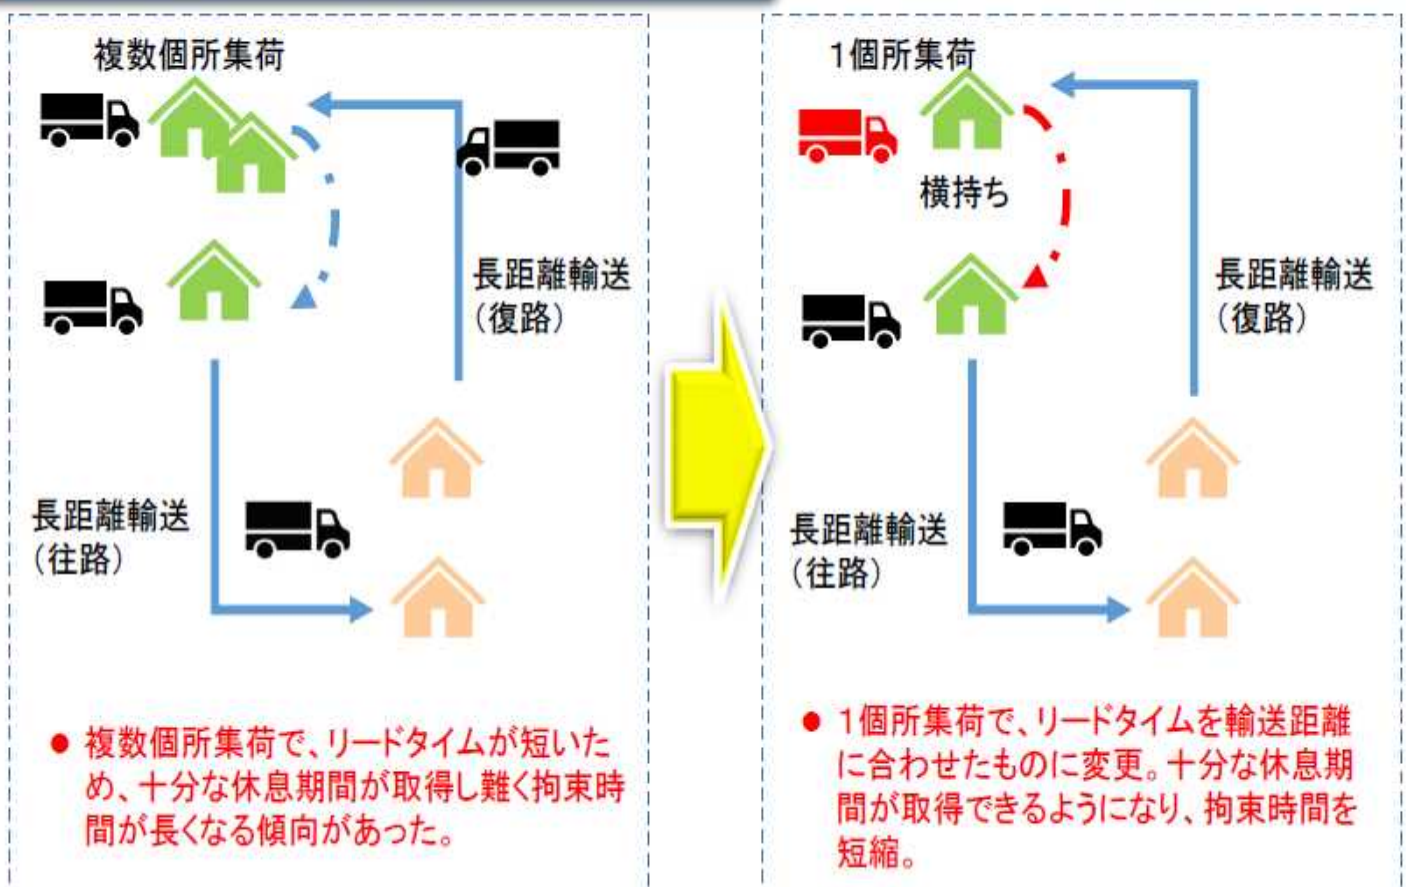 複数個所集荷
長距離輸送
（復路）
長距離輸送
（往路）
● 複数個所集荷で、リードタイムが短いた
め、十分な休息期間が取得し難く拘束時
間が長くなる傾向があった。
１個所集荷
横持ち
長距離輸送
（復路）
長距離輸送
（往路）
● １個所集荷で、リードタイムを輸送距離
に合わせたものに変更。十分な休息期
間が取得できるようになり、拘束時間を
短縮。